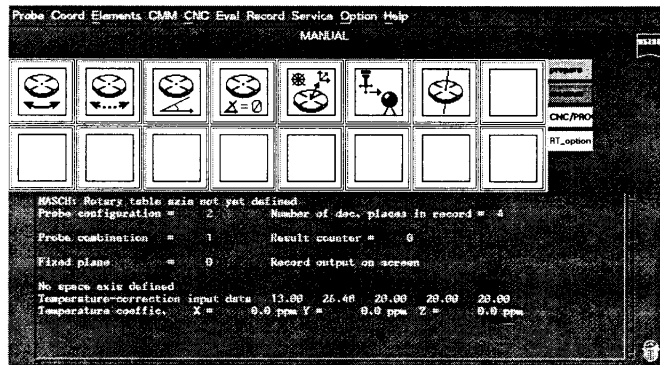 Probe Coord Elements CMM CNC Eval Record Service Option Help
MANUAL
prepare
∡=0
CNC/PRO
RT_option
MASCH: Rotary table axis not yet defined
Probe configuration = 2 Number of dec. places in record = 4
Probe combination = 1 Result counter = 0
Fixed plane = 0 Record output on screen
No space axis defined
Temperature-correction input data 13.00 26.40 20.00 20.00 20.00
Temperature coeffic. X = 0.0 ppm Y = 0.0 ppm Z = 0.0 ppm